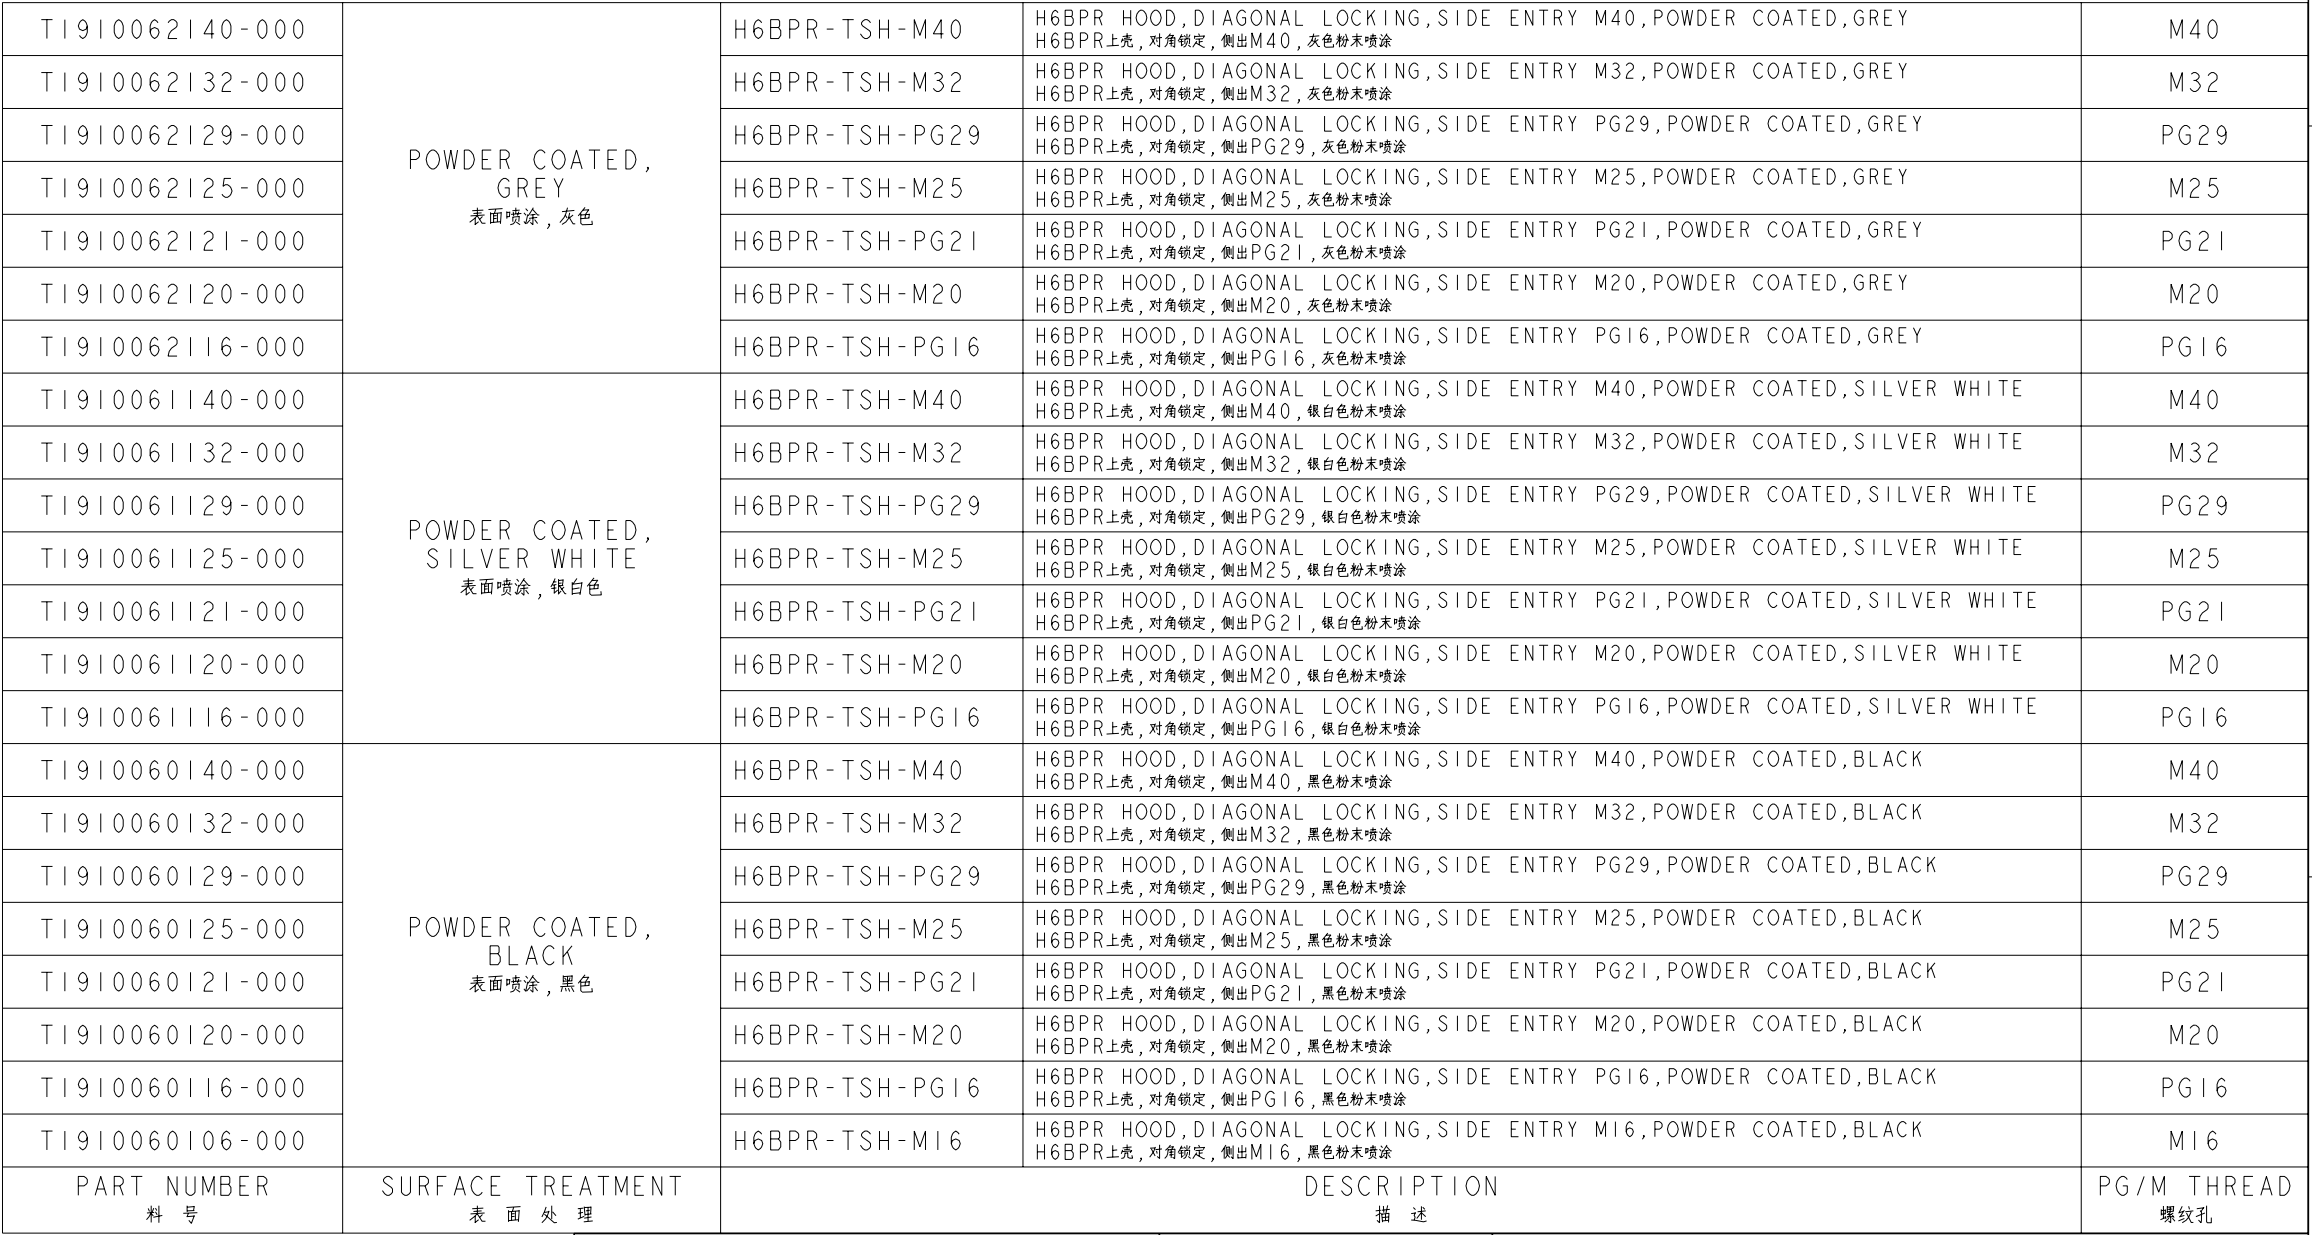 T1910062140-000 H6BPR-TSH-M40 H6BPR HOOD,DIAGONAL LOCKING,SIDE ENTRY M40,POWDER COATED,GREY M40
H6BPR上壳,对角锁定,侧出M40,灰色粉末喷涂
T1910062132-000 H6BPR-TSH-M32 H6BPR HOOD,DIAGONAL LOCKING,SIDE ENTRY M32,POWDER COATED,GREY M32
H6BPR上壳,对角锁定,侧出M32,灰色粉末喷涂
T1910062129-000 H6BPR-TSH-PG29 H6BPR HOOD,DIAGONAL LOCKING,SIDE ENTRY PG29,POWDER COATED,GREY PG29
H6BPR上壳,对角锁定,侧出PG29,灰色粉末喷涂
POWDER COATED,
GREY
表面喷涂,灰色
T1910062125-000 H6BPR-TSH-M25 H6BPR HOOD,DIAGONAL LOCKING,SIDE ENTRY M25,POWDER COATED,GREY M25
H6BPR上壳,对角锁定,侧出M25,灰色粉末喷涂
T1910062121-000 H6BPR-TSH-PG21 H6BPR HOOD,DIAGONAL LOCKING,SIDE ENTRY PG21,POWDER COATED,GREY PG21
H6BPR上壳,对角锁定,侧出PG21,灰色粉末喷涂
T1910062120-000 H6BPR-TSH-M20 H6BPR HOOD,DIAGONAL LOCKING,SIDE ENTRY M20,POWDER COATED,GREY M20
H6BPR上壳,对角锁定,侧出M20,灰色粉末喷涂
T1910062116-000 H6BPR-TSH-PG16 H6BPR HOOD,DIAGONAL LOCKING,SIDE ENTRY PG16,POWDER COATED,GREY PG16
H6BPR上壳,对角锁定,侧出PG16,灰色粉末喷涂
T1910061140-000 H6BPR-TSH-M40 H6BPR HOOD,DIAGONAL LOCKING,SIDE ENTRY M40,POWDER COATED,SILVER WHITE M40
H6BPR上壳,对角锁定,侧出M40,银白色粉末喷涂
T1910061132-000 H6BPR-TSH-M32 H6BPR HOOD,DIAGONAL LOCKING,SIDE ENTRY M32,POWDER COATED,SILVER WHITE M32
H6BPR上壳,对角锁定,侧出M32,银白色粉末喷涂
T1910061129-000 H6BPR-TSH-PG29 H6BPR HOOD,DIAGONAL LOCKING,SIDE ENTRY PG29,POWDER COATED,SILVER WHITE PG29
H6BPR上壳,对角锁定,侧出PG29,银白色粉末喷涂
POWDER COATED,
SILVER WHITE
表面喷涂,银白色
T1910061125-000 H6BPR-TSH-M25 H6BPR HOOD,DIAGONAL LOCKING,SIDE ENTRY M25,POWDER COATED,SILVER WHITE M25
H6BPR上壳,对角锁定,侧出M25,银白色粉末喷涂
T1910061121-000 H6BPR-TSH-PG21 H6BPR HOOD,DIAGONAL LOCKING,SIDE ENTRY PG21,POWDER COATED,SILVER WHITE PG21
H6BPR上壳,对角锁定,侧出PG21,银白色粉末喷涂
T1910061120-000 H6BPR-TSH-M20 H6BPR HOOD,DIAGONAL LOCKING,SIDE ENTRY M20,POWDER COATED,SILVER WHITE M20
H6BPR上壳,对角锁定,侧出M20,银白色粉末喷涂
T1910061116-000 H6BPR-TSH-PG16 H6BPR HOOD,DIAGONAL LOCKING,SIDE ENTRY PG16,POWDER COATED,SILVER WHITE PG16
H6BPR上壳,对角锁定,侧出PG16,银白色粉末喷涂
T1910060140-000 H6BPR-TSH-M40 H6BPR HOOD,DIAGONAL LOCKING,SIDE ENTRY M40,POWDER COATED,BLACK M40
H6BPR上壳,对角锁定,侧出M40,黑色粉末喷涂
T1910060132-000 H6BPR-TSH-M32 H6BPR HOOD,DIAGONAL LOCKING,SIDE ENTRY M32,POWDER COATED,BLACK M32
H6BPR上壳,对角锁定,侧出M32,黑色粉末喷涂
T1910060129-000 H6BPR-TSH-PG29 H6BPR HOOD,DIAGONAL LOCKING,SIDE ENTRY PG29,POWDER COATED,BLACK PG29
H6BPR上壳,对角锁定,侧出PG29,黑色粉末喷涂
POWDER COATED,
BLACK
表面喷涂,黑色
T1910060125-000 H6BPR-TSH-M25 H6BPR HOOD,DIAGONAL LOCKING,SIDE ENTRY M25,POWDER COATED,BLACK M25
H6BPR上壳,对角锁定,侧出M25,黑色粉末喷涂
T1910060121-000 H6BPR-TSH-PG21 H6BPR HOOD,DIAGONAL LOCKING,SIDE ENTRY PG21,POWDER COATED,BLACK PG21
H6BPR上壳,对角锁定,侧出PG21,黑色粉末喷涂
T1910060120-000 H6BPR-TSH-M20 H6BPR HOOD,DIAGONAL LOCKING,SIDE ENTRY M20,POWDER COATED,BLACK M20
H6BPR上壳,对角锁定,侧出M20,黑色粉末喷涂
T1910060116-000 H6BPR-TSH-PG16 H6BPR HOOD,DIAGONAL LOCKING,SIDE ENTRY PG16,POWDER COATED,BLACK PG16
H6BPR上壳,对角锁定,侧出PG16,黑色粉末喷涂
T1910060106-000 H6BPR-TSH-M16 H6BPR HOOD,DIAGONAL LOCKING,SIDE ENTRY M16,POWDER COATED,BLACK M16
H6BPR上壳,对角锁定,侧出M16,黑色粉末喷涂
PART NUMBER SURFACE TREATMENT DESCRIPTION PG/M THREAD
料 号 表 面 处 理 描 述 螺纹孔